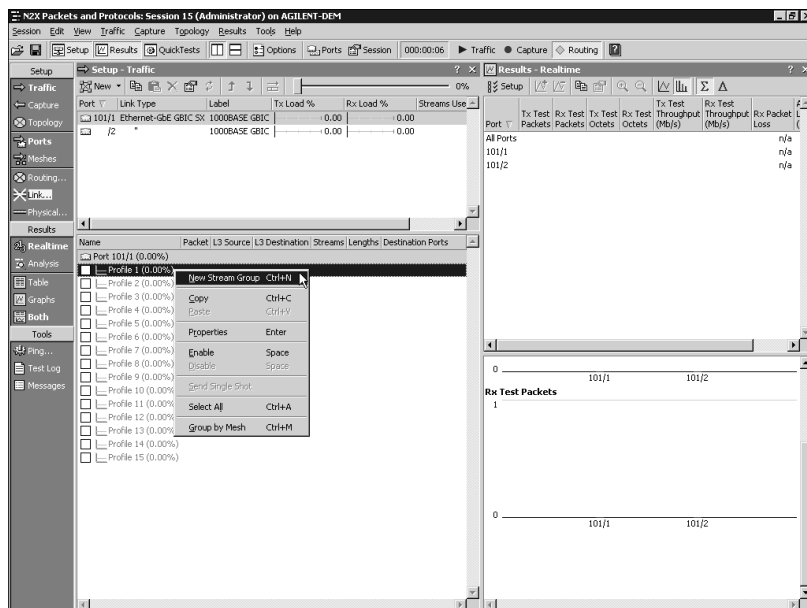 N2X Packets and Protocols: Session 15 (Administrator) on AGILENT-DEM
Session Edit View Traffic Capture Topology Results Tools Help
Setup Results QuickTests Options Ports Session 000:00:06 Traffic Capture Routing
Setup
Traffic
Capture
Topology
Ports
Meshes
Routing...
Link...
Physical...
Results
Realtime
Analysis
Table
Graphs
Both
Tools
Ping...
Test Log
Messages
Setup - Traffic
New 0%
Port Link Type Label Tx Load % Rx Load % Streams Use
101/1 Ethernet-GbE GBIC SX 1000BASE GBIC 0.00 0.00
/2 " 1000BASE GBIC 0.00 0.00
Name Packet L3 Source L3 Destination Streams Lengths Destination Ports
Port 101/1 (0.00%)
Profile 1 (0.00%)
Profile 2 (0.00%)
Profile 3 (0.00%)
Profile 4 (0.00%)
Profile 5 (0.00%)
Profile 6 (0.00%)
Profile 7 (0.00%)
Profile 8 (0.00%)
Profile 9 (0.00%)
Profile 10 (0.00%
Profile 11 (0.00%
Profile 12 (0.00%
Profile 13 (0.00%)
Profile 14 (0.00%)
Profile 15 (0.00%)
New Stream Group Ctrl+N
Copy Ctrl+C
Paste Ctrl+V
Properties Enter
Enable Space
Disable Space
Send Single Shot
Select All Ctrl+A
Group by Mesh Ctrl+M
Results - Realtime
Setup
Port Tx Test Packets Rx Test Packets Tx Test Octets Rx Test Octets Tx Test Throughput (Mb/s) Rx Test Throughput (Mb/s) Rx Packet Loss
All Ports n/a
101/1 n/a
101/2 n/a
0
101/1 101/2
Rx Test Packets
1
0
101/1 101/2